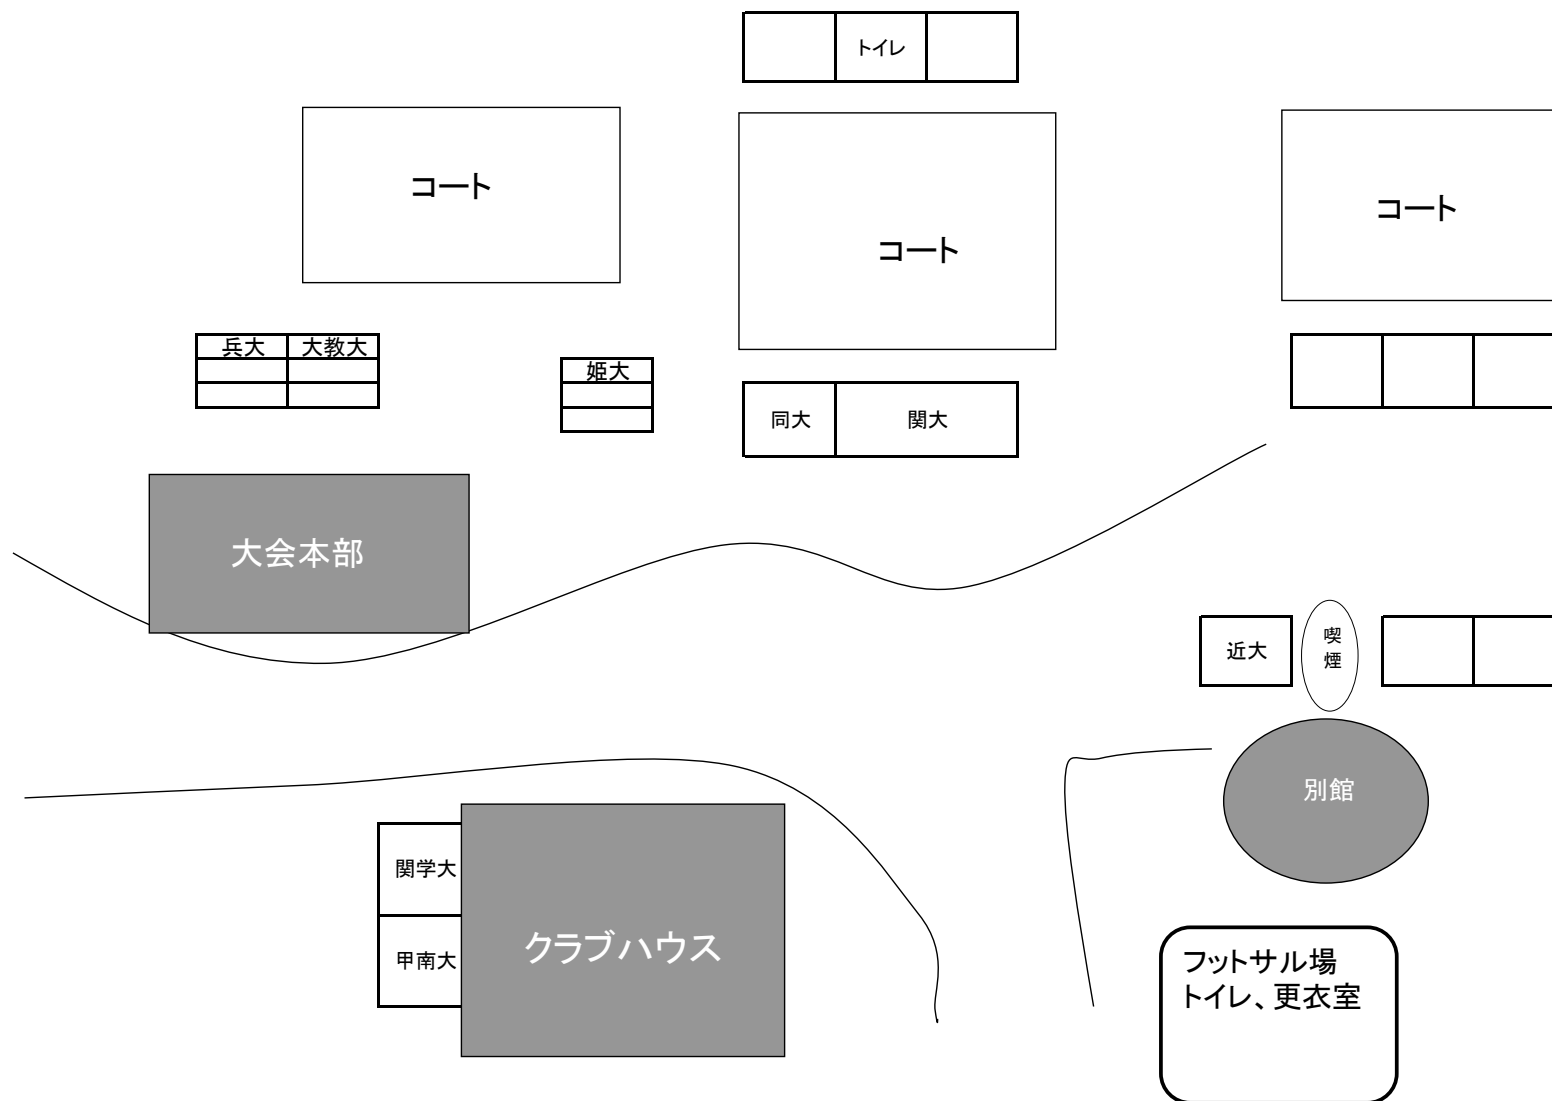 トイレ
コート
コート
コート
兵大
大教大
姫大
同大
関大
大会本部
近大
喫
煙
別館
関学大
甲南大
クラブハウス
フットサル場
トイレ、更衣室